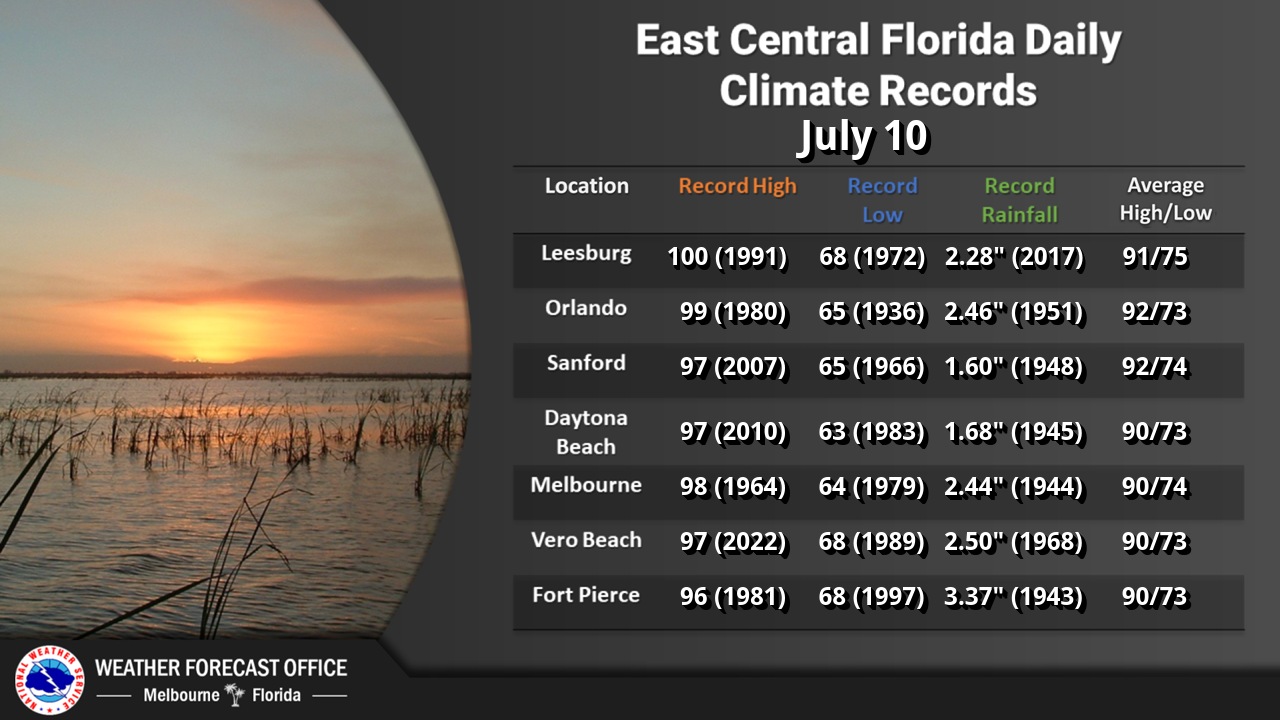 East Central Florida Daily
Climate Records
July 10
Location Record High Record Low Record Rainfall Average High/Low
Leesburg 100 (1991) 68 (1972) 2.28" (2017) 91/75
Orlando 99 (1980) 65 (1936) 2.46" (1951) 92/73
Sanford 97 (2007) 65 (1966) 1.60" (1948) 92/74
Daytona Beach 97 (2010) 63 (1983) 1.68" (1945) 90/73
Melbourne 98 (1964) 64 (1979) 2.44" (1944) 90/74
Vero Beach 97 (2022) 68 (1989) 2.50" (1968) 90/73
Fort Pierce 96 (1981) 68 (1997) 3.37" (1943) 90/73
NATIONAL WEATHER SERVICE
WEATHER FORECAST OFFICE
Melbourne Florida